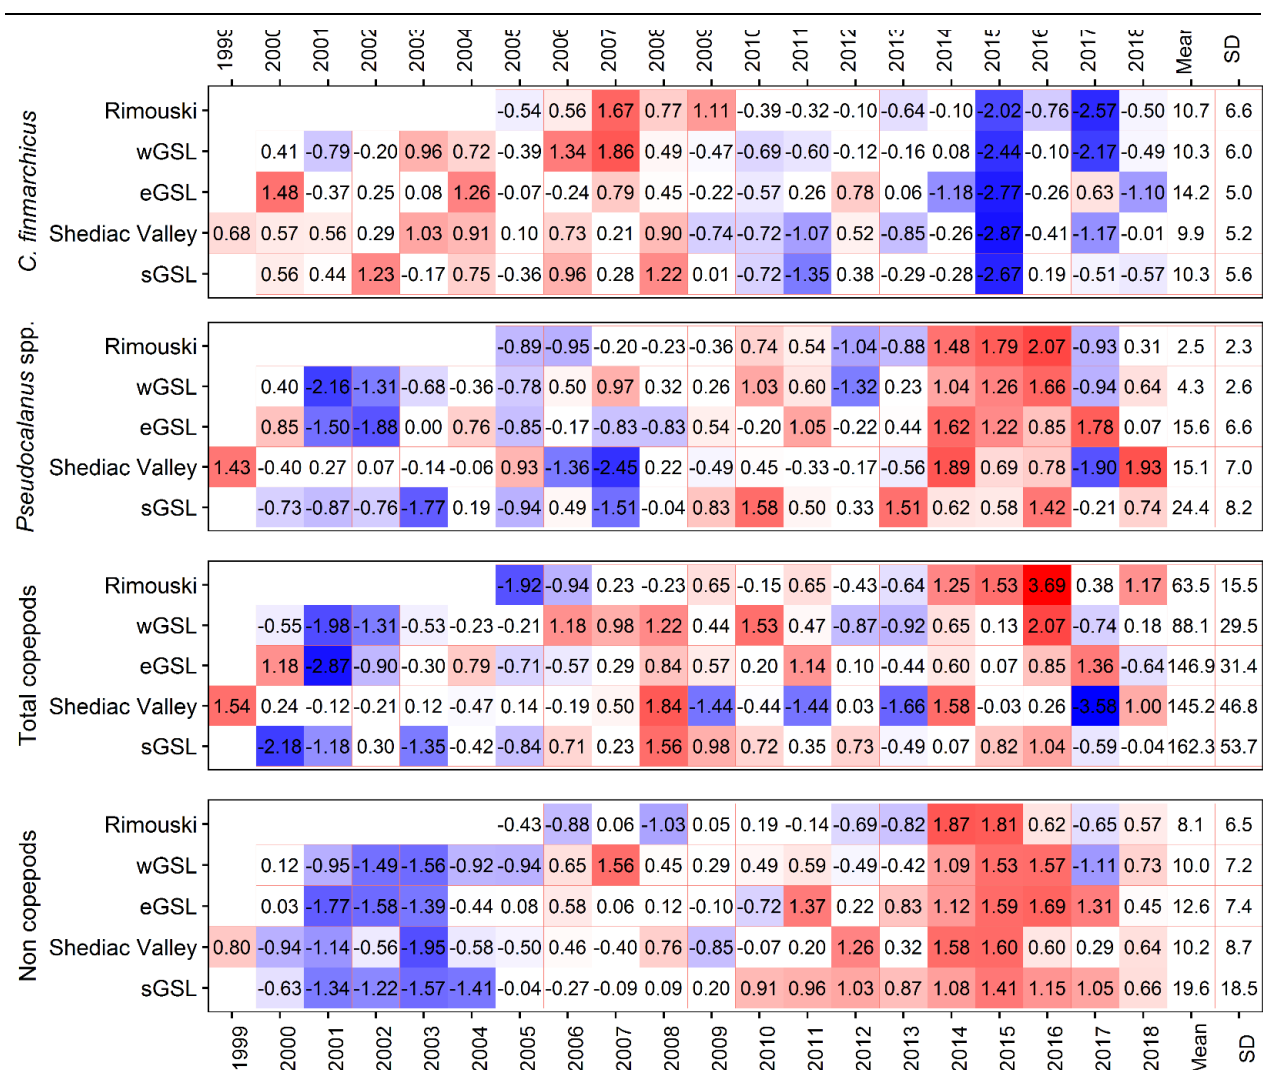 1999 2000 2001 2002 2003 2004 2005 2006 2007 2008 2009 2010 2011 2012 2013 2014 2015 2016 2017 2018 Mean SD
C. finmarchicus
Rimouski -0.54 0.56 1.67 0.77 1.11 -0.39 -0.32 -0.10 -0.64 -0.10 -2.02 -0.76 -2.57 -0.50 10.7 6.6
wGSL 0.41 -0.79 -0.20 0.96 0.72 -0.39 1.34 1.86 0.49 -0.47 -0.69 -0.60 -0.12 -0.16 0.08 -2.44 -0.10 -2.17 -0.49 10.3 6.0
eGSL 1.48 -0.37 0.25 0.08 1.26 -0.07 -0.24 0.79 0.45 -0.22 -0.57 0.26 0.78 0.06 -1.18 -2.77 -0.26 0.63 -1.10 14.2 5.0
Shediac Valley 0.68 0.57 0.56 0.29 1.03 0.91 0.10 0.73 0.21 0.90 -0.74 -0.72 -1.07 0.52 -0.85 -0.26 -2.87 -0.41 -1.17 -0.01 9.9 5.2
sGSL 0.56 0.44 1.23 -0.17 0.75 -0.36 0.96 0.28 1.22 0.01 -0.72 -1.35 0.38 -0.29 -0.28 -2.67 0.19 -0.51 -0.57 10.3 5.6
Pseudocalanus spp.
Rimouski -0.89 -0.95 -0.20 -0.23 -0.36 0.74 0.54 -1.04 -0.88 1.48 1.79 2.07 -0.93 0.31 2.5 2.3
wGSL 0.40 -2.16 -1.31 -0.68 -0.36 -0.78 0.50 0.97 0.32 0.26 1.03 0.60 -1.32 0.23 1.04 1.26 1.66 -0.94 0.64 4.3 2.6
eGSL 0.85 -1.50 -1.88 0.00 0.76 -0.85 -0.17 -0.83 -0.83 0.54 -0.20 1.05 -0.22 0.44 1.62 1.22 0.85 1.78 0.07 15.6 6.6
Shediac Valley 1.43 -0.40 0.27 0.07 -0.14 -0.06 0.93 -1.36 -2.45 0.22 -0.49 0.45 -0.33 -0.17 -0.56 1.89 0.69 0.78 -1.90 1.93 15.1 7.0
sGSL -0.73 -0.87 -0.76 -1.77 0.19 -0.94 0.49 -1.51 -0.04 0.83 1.58 0.50 0.33 1.51 0.62 0.58 1.42 -0.21 0.74 24.4 8.2
Total copepods
Rimouski -1.92 -0.94 0.23 -0.23 0.65 -0.15 0.65 -0.43 -0.64 1.25 1.53 3.69 0.38 1.17 63.5 15.5
wGSL -0.55 -1.98 -1.31 -0.53 -0.23 -0.21 1.18 0.98 1.22 0.44 1.53 0.47 -0.87 -0.92 0.65 0.13 2.07 -0.74 0.18 88.1 29.5
eGSL 1.18 -2.87 -0.90 -0.30 0.79 -0.71 -0.57 0.29 0.84 0.57 0.20 1.14 0.10 -0.44 0.60 0.07 0.85 1.36 -0.64 146.9 31.4
Shediac Valley 1.54 0.24 -0.12 -0.21 0.12 -0.47 0.14 -0.19 0.50 1.84 -1.44 -0.44 -1.44 0.03 -1.66 1.58 -0.03 0.26 -3.58 1.00 145.2 46.8
sGSL -2.18 -1.18 0.30 -1.35 -0.42 -0.84 0.71 0.23 1.56 0.98 0.72 0.35 0.73 -0.49 0.07 0.82 1.04 -0.59 -0.04 162.3 53.7
Non copepods
Rimouski -0.43 -0.88 0.06 -1.03 0.05 0.19 -0.14 -0.69 -0.82 1.87 1.81 0.62 -0.65 0.57 8.1 6.5
wGSL 0.12 -0.95 -1.49 -1.56 -0.92 -0.94 0.65 1.56 0.45 0.29 0.49 0.59 -0.49 -0.42 1.09 1.53 1.57 -1.11 0.73 10.0 7.2
eGSL 0.03 -1.77 -1.58 -1.39 -0.44 0.08 0.58 0.06 0.12 -0.10 -0.72 1.37 0.22 0.83 1.12 1.59 1.69 1.31 0.45 12.6 7.4
Shediac Valley 0.80 -0.94 -1.14 -0.56 -1.95 -0.58 -0.50 0.46 -0.40 0.76 -0.85 -0.07 0.20 1.26 0.32 1.58 1.60 0.60 0.29 0.64 10.2 8.7
sGSL -0.63 -1.34 -1.22 -1.57 -1.41 -0.04 -0.27 -0.09 0.09 0.20 0.91 0.96 1.03 0.87 1.08 1.41 1.15 1.05 0.66 19.6 18.5
1999 2000 2001 2002 2003 2004 2005 2006 2007 2008 2009 2010 2011 2012 2013 2014 2015 2016 2017 2018 Mean SD